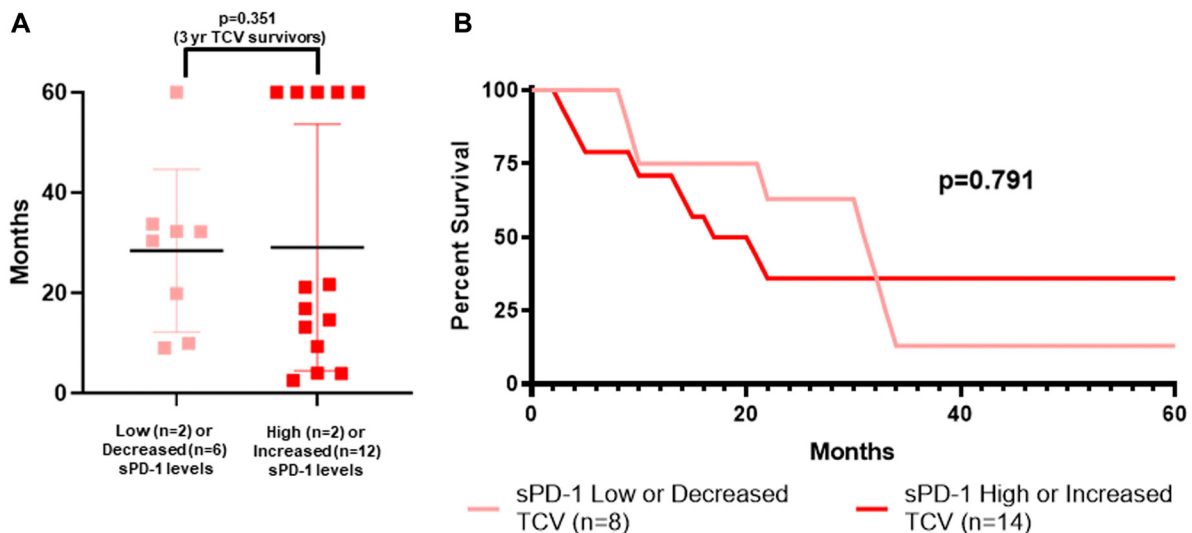 A
p=0.351
(3 yr TCV survivors)
60
40
20
0
Months
Low (n=2) or
Decreased (n=6)
sPD-1 levels
High (n=2) or
Increased (n=12)
sPD-1 levels
B
100
75
50
25
0
Percent Survival
p=0.791
0
20
40
60
Months
sPD-1 Low or Decreased
TCV (n=8)
sPD-1 High or Increased
TCV (n=14)